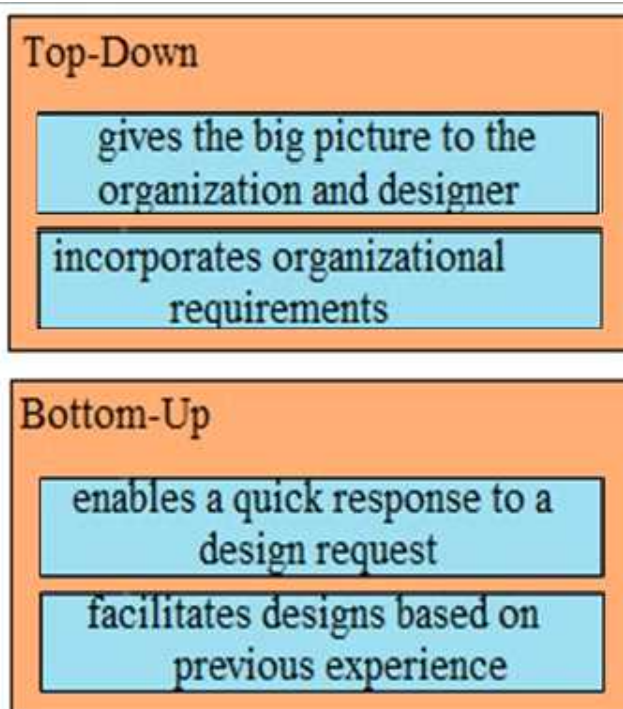 Top-Down
gives the big picture to the
organization and designer
incorporates organizational
requirements
Bottom-Up
enables a quick response to a
design request
facilitates designs based on
previous experience